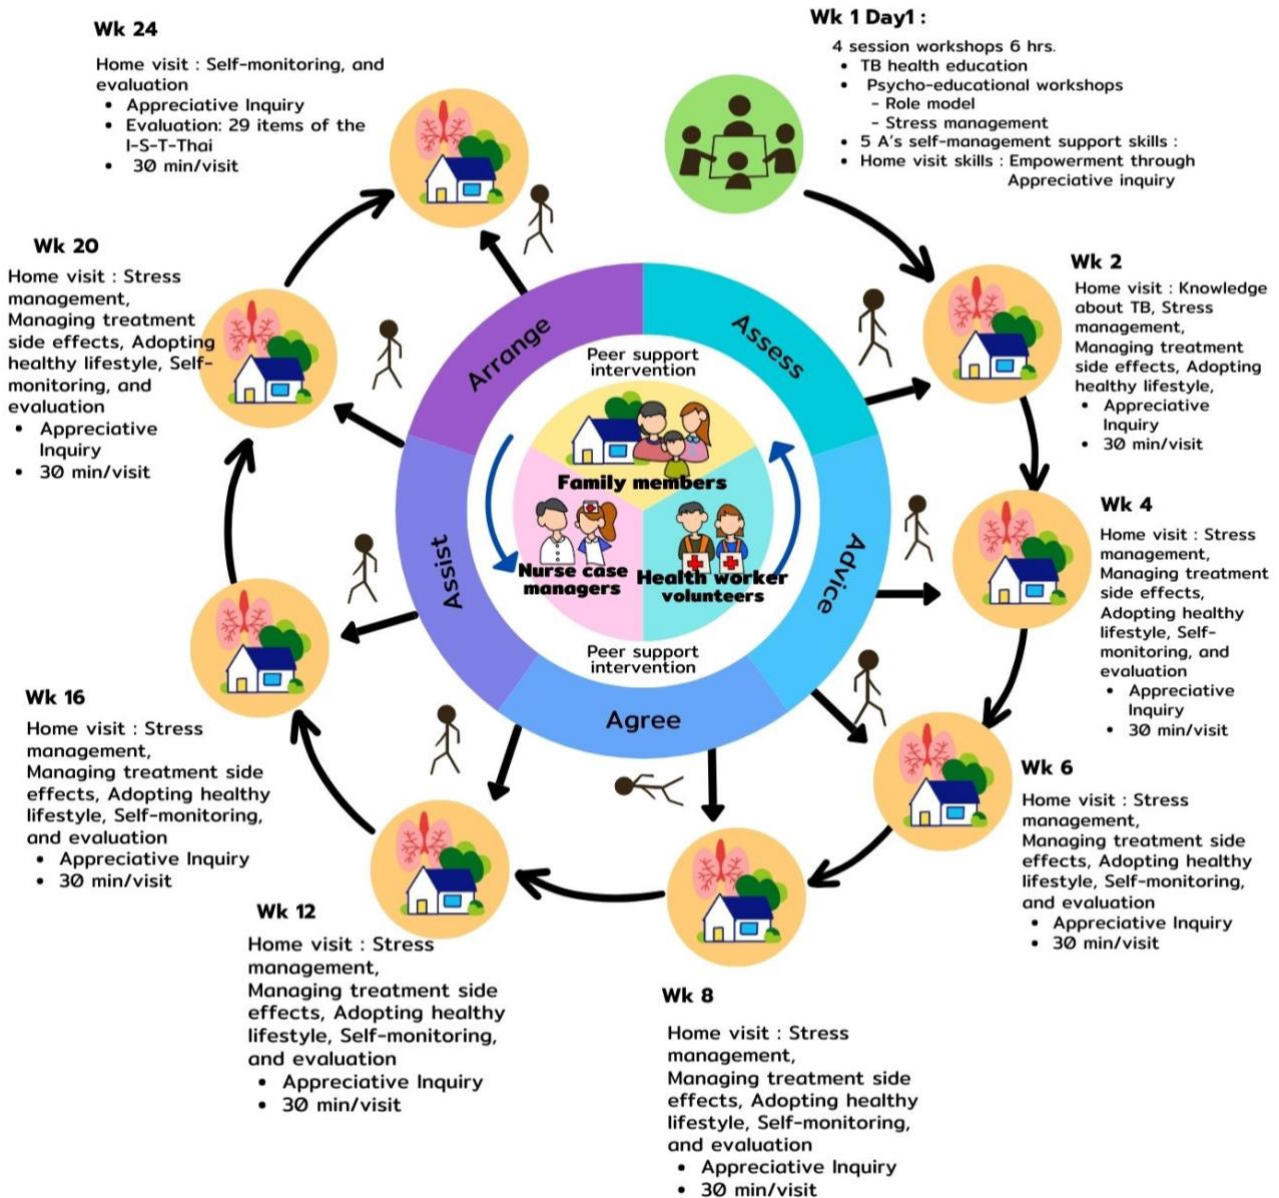 Wk 1 Day1 :
4 session workshops 6 hrs.
• TB health education
• Psycho-educational workshops
- Role model
- Stress management
• 5 A's self-management support skills :
• Home visit skills : Empowerment through
Appreciative inquiry
Wk 2
Home visit : Knowledge
about TB, Stress
management,
Managing treatment
side effects, Adopting
healthy lifestyle,
• Appreciative
Inquiry
• 30 min/visit
Wk 4
Home visit : Stress
management,
Managing treatment
side effects,
Adopting healthy
lifestyle, Self-
monitoring, and
evaluation
• Appreciative
Inquiry
• 30 min/visit
Wk 6
Home visit : Stress
management,
Managing treatment side
effects, Adopting healthy
lifestyle, Self-monitoring,
and evaluation
• Appreciative Inquiry
• 30 min/visit
Wk 8
Home visit : Stress
management,
Managing treatment side
effects, Adopting healthy
lifestyle, Self-monitoring,
and evaluation
• Appreciative Inquiry
• 30 min/visit
Wk 12
Home visit : Stress
management,
Managing treatment side
effects, Adopting healthy
lifestyle, Self-monitoring,
and evaluation
• Appreciative Inquiry
• 30 min/visit
Wk 16
Home visit : Stress
management,
Managing treatment side
effects, Adopting healthy
lifestyle, Self-monitoring,
and evaluation
• Appreciative Inquiry
• 30 min/visit
Wk 20
Home visit : Stress
management,
Managing treatment
side effects, Adopting
healthy lifestyle, Self-
monitoring, and
evaluation
• Appreciative
Inquiry
• 30 min/visit
Wk 24
Home visit : Self-monitoring, and
evaluation
• Appreciative Inquiry
• Evaluation: 29 items of the
I-S-T-Thai
• 30 min/visit
Assess
Advice
Agree
Assist
Arrange
Peer support
intervention
Family members
Nurse case
managers
Health worker
volunteers
Peer support
intervention